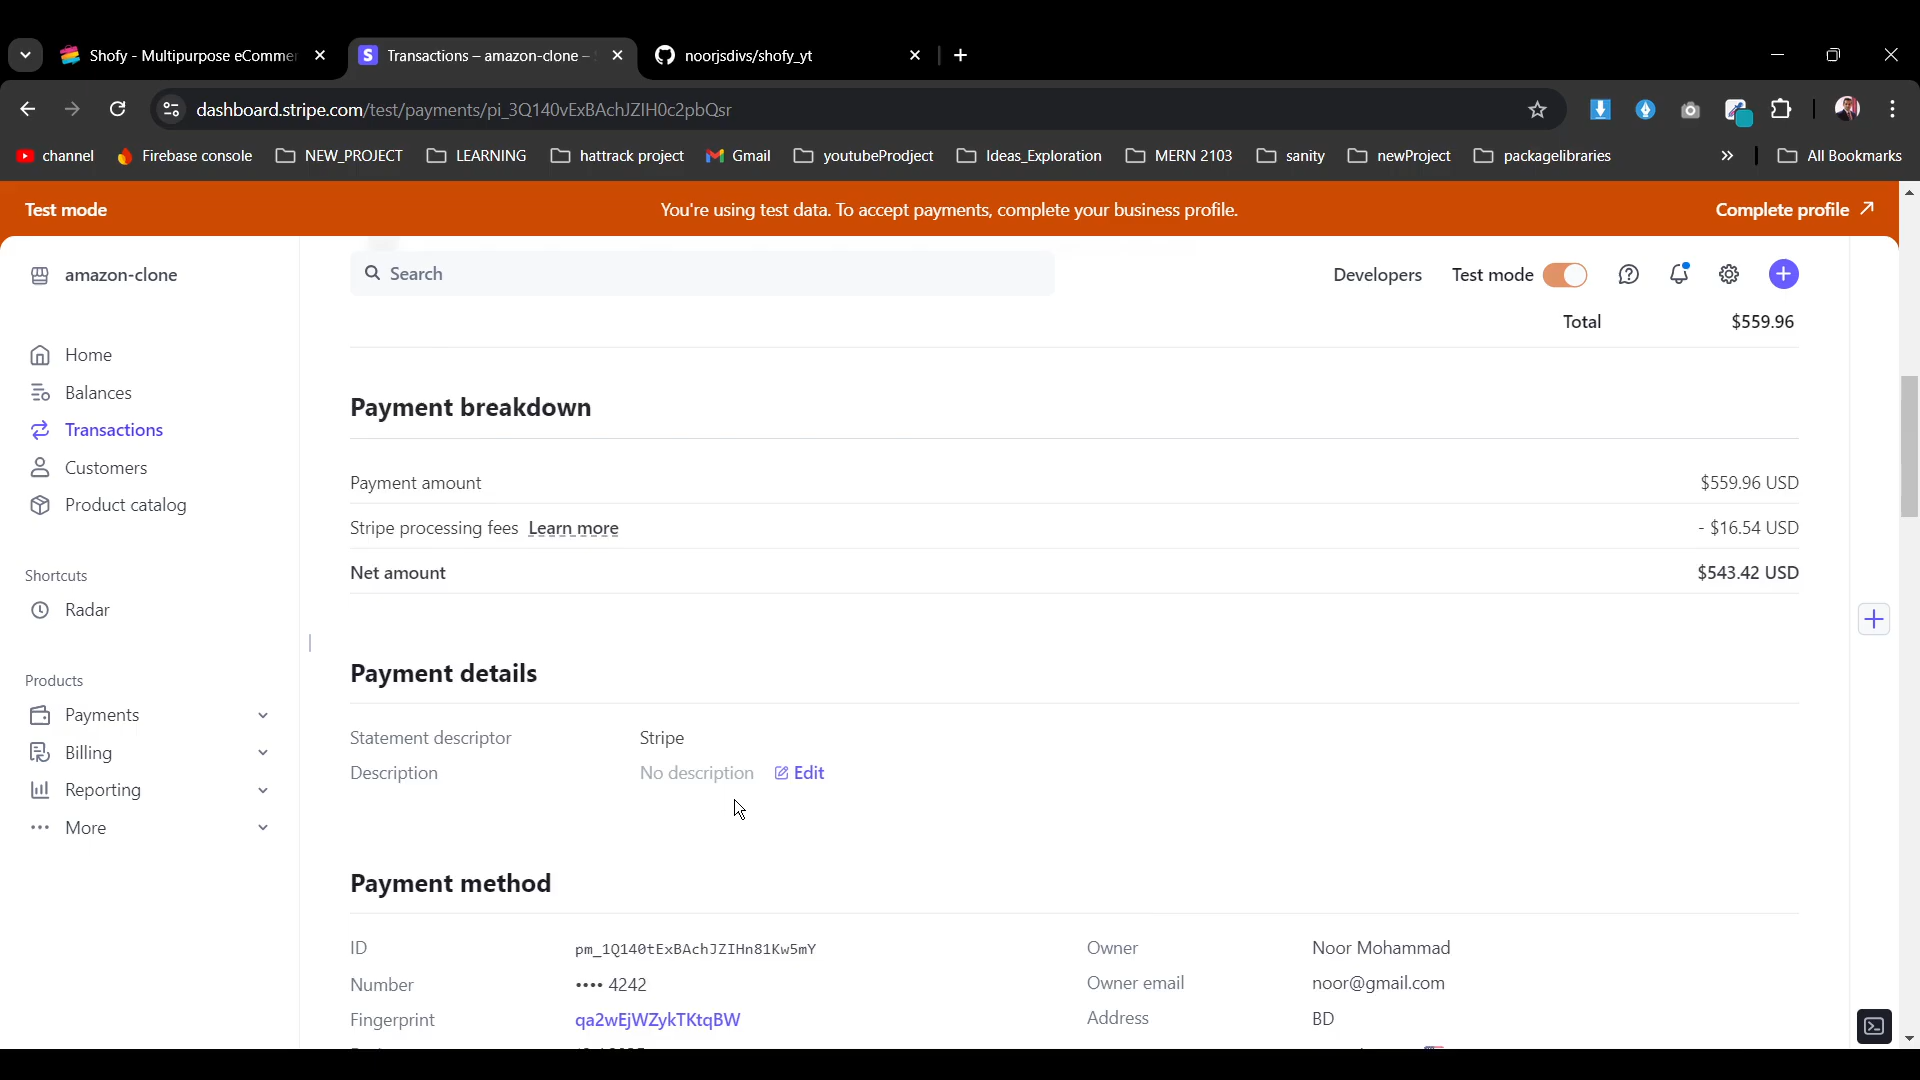 Shofy - Multipurpose eCommer
Transactions – amazon-clone –
noorjsdivs/shofy_yt
dashboard.stripe.com/test/payments/pi_3Q140vExBAchJZIH0c2pbQsr
channel
Firebase console
NEW_PROJECT
LEARNING
hattrack project
Gmail
youtubeProdject
Ideas_Exploration
MERN 2103
sanity
newProject
packagelibraries
All Bookmarks
Test mode
You're using test data. To accept payments, complete your business profile.
Complete profile
amazon-clone
Search
Developers
Test mode
Total $559.96
Home
Balances
Transactions
Customers
Product catalog
Shortcuts
Radar
Products
Payments
Billing
Reporting
More
Payment breakdown
Payment amount $559.96 USD
Stripe processing fees Learn more - $16.54 USD
Net amount $543.42 USD
Payment details
Statement descriptor Stripe
Description No description Edit
Payment method
ID pm_1Q140tExBAchJZIHn81Kw5mY
Number •••• 4242
Fingerprint qa2wEjWZykTKtqBW
Owner Noor Mohammad
Owner email noor@gmail.com
Address BD